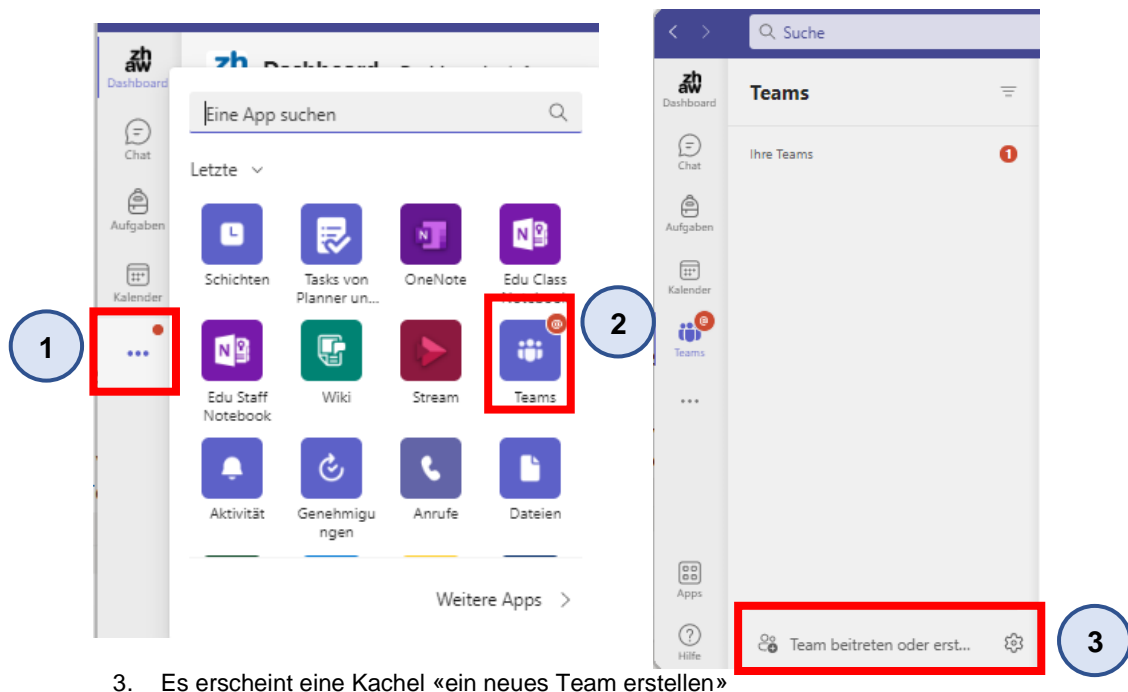 zh
aw
Dashboard
Chat
Aufgaben
Kalender
1
Eine App suchen
Letzte
Schichten
Tasks von
Planner un...
OneNote
Edu Class
Edu Staff
Notebook
Wiki
Stream
@
Teams
Aktivität
Genehmigu
ngen
Anrufe
Dateien
Weitere Apps
2
Suche
zh
aw
Dashboard
Chat
Aufgaben
Kalender
@
Teams
Apps
Hilfe
Teams
Ihre Teams
1
Team beitreten oder erst...
3
3. Es erscheint eine Kachel «ein neues Team erstellen»